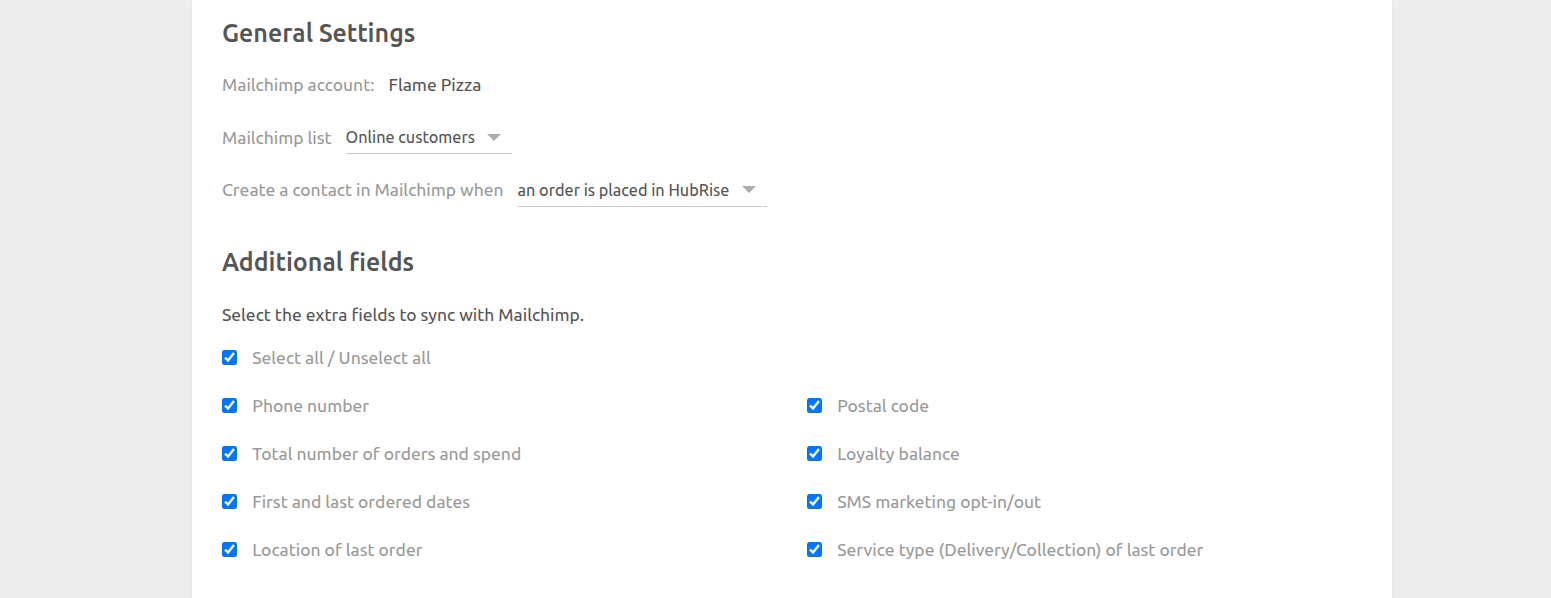 General Settings
Mailchimp account: Flame Pizza
Mailchimp list Online customers
Create a contact in Mailchimp when an order is placed in HubRise
Additional fields
Select the extra fields to sync with Mailchimp.
Select all / Unselect all
Phone number
Postal code
Total number of orders and spend
Loyalty balance
First and last ordered dates
SMS marketing opt-in/out
Location of last order
Service type (Delivery/Collection) of last order